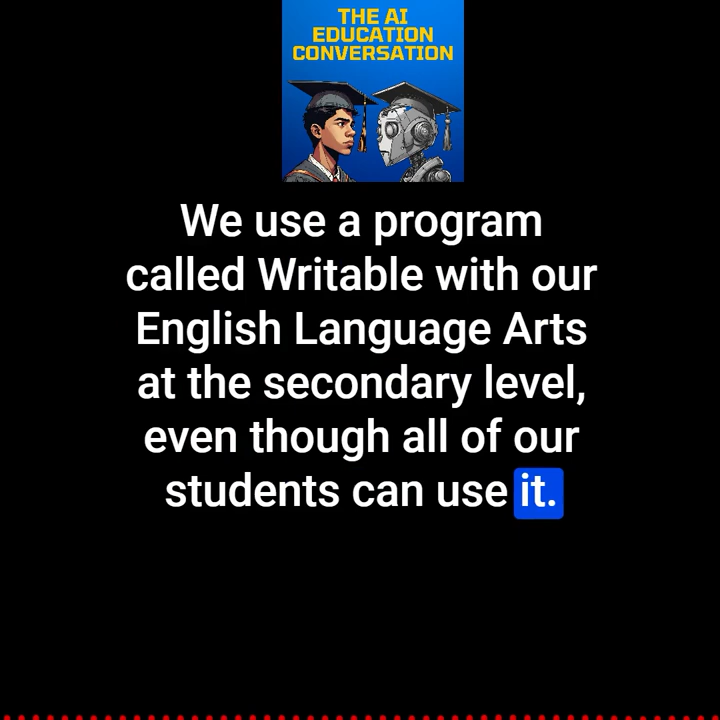 THE AI
EDUCATION
CONVERSATION
We use a program
called Writable with our
English Language Arts
at the secondary level,
even though all of our
students can use it.